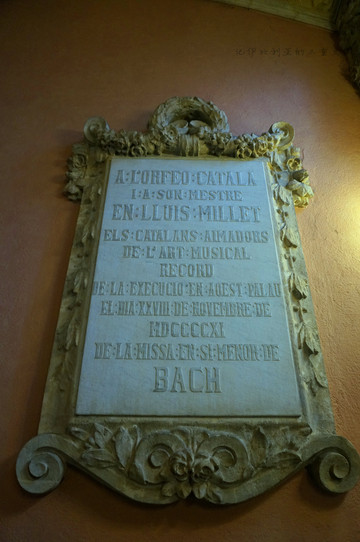 A·L'ORFEO·CATALA
I·A·SON·MESTRE
EN·LLUIS·MILLET
ELS·CATALANS·AIMADORS
DE·L'ART·MUSICAL
RECORD
DE·LA·EXECUCIO·EN·AQEST·PALAU
EL·DIA·XXVIII·DE·NOVEMBRE·DE
MDCCCCXI
DE·LA·MISSA·EN·SI·MENOR·DE
BACH